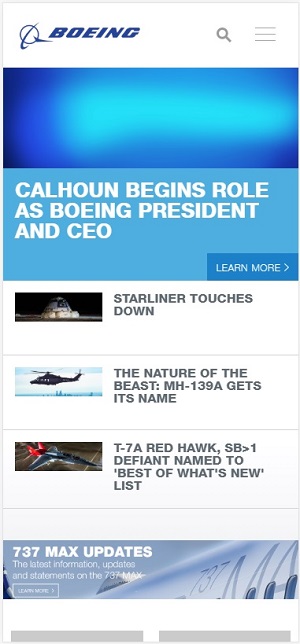 BOEING
CALHOUN BEGINS ROLE
AS BOEING PRESIDENT
AND CEO
LEARN MORE >
STARLINER TOUCHES
DOWN
THE NATURE OF THE
BEAST: MH-139A GETS
ITS NAME
T-7A RED HAWK, SB>1
DEFIANT NAMED TO
'BEST OF WHAT'S NEW'
LIST
737 MAX UPDATES
The latest information, updates
and statements on the 737 MAX
LEARN MORE >